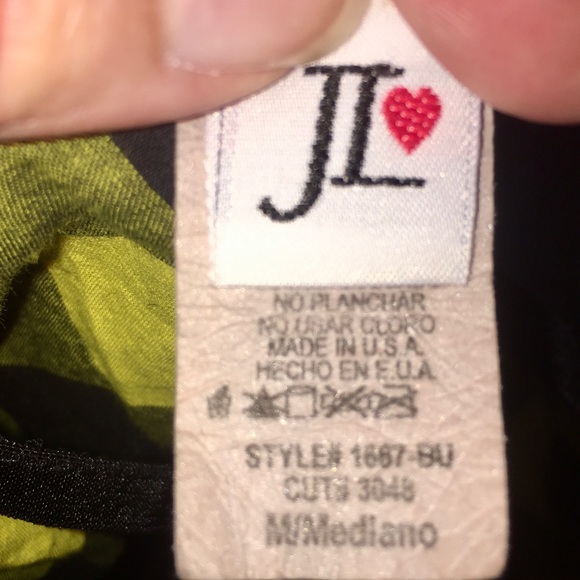 JL
NO PLANCHAR
NO USAR CLORO
MADE IN U.S.A.
HECHO EN E.U.A.
STYLE# 1667-BU
CUT# 3048
M/Mediano